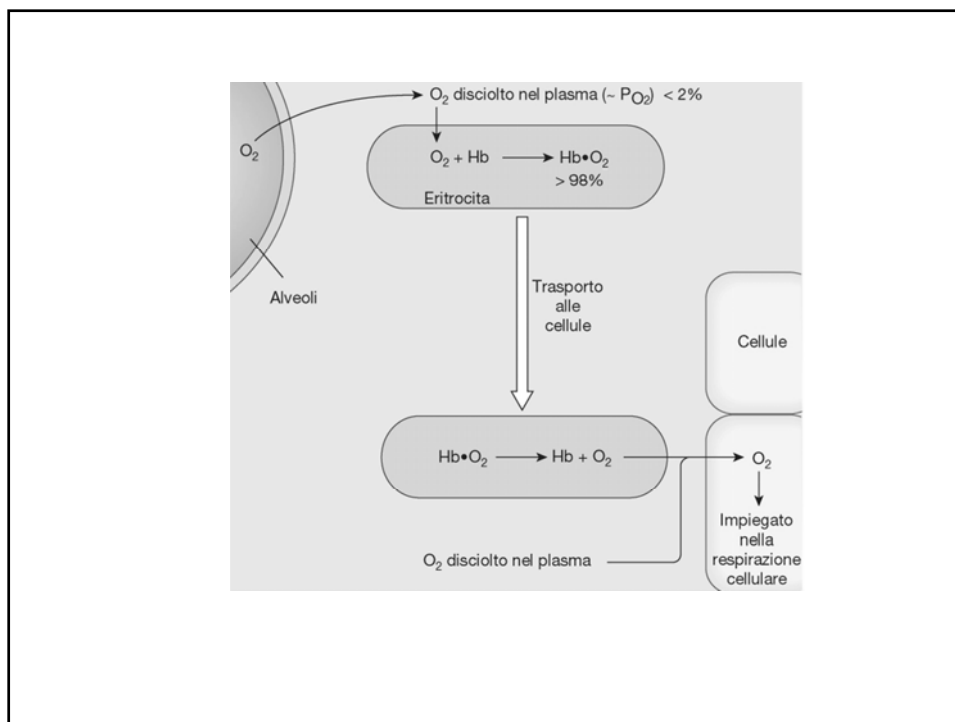 O₂ disciolto nel plasma (~ P_O₂) < 2%
O₂
O₂ + Hb → Hb•O₂
> 98%
Eritrocita
Alveoli
Trasporto
alle
cellule
Cellule
Hb•O₂ → Hb + O₂
O₂
Impiegato
nella
respirazione
cellulare
O₂ disciolto nel plasma